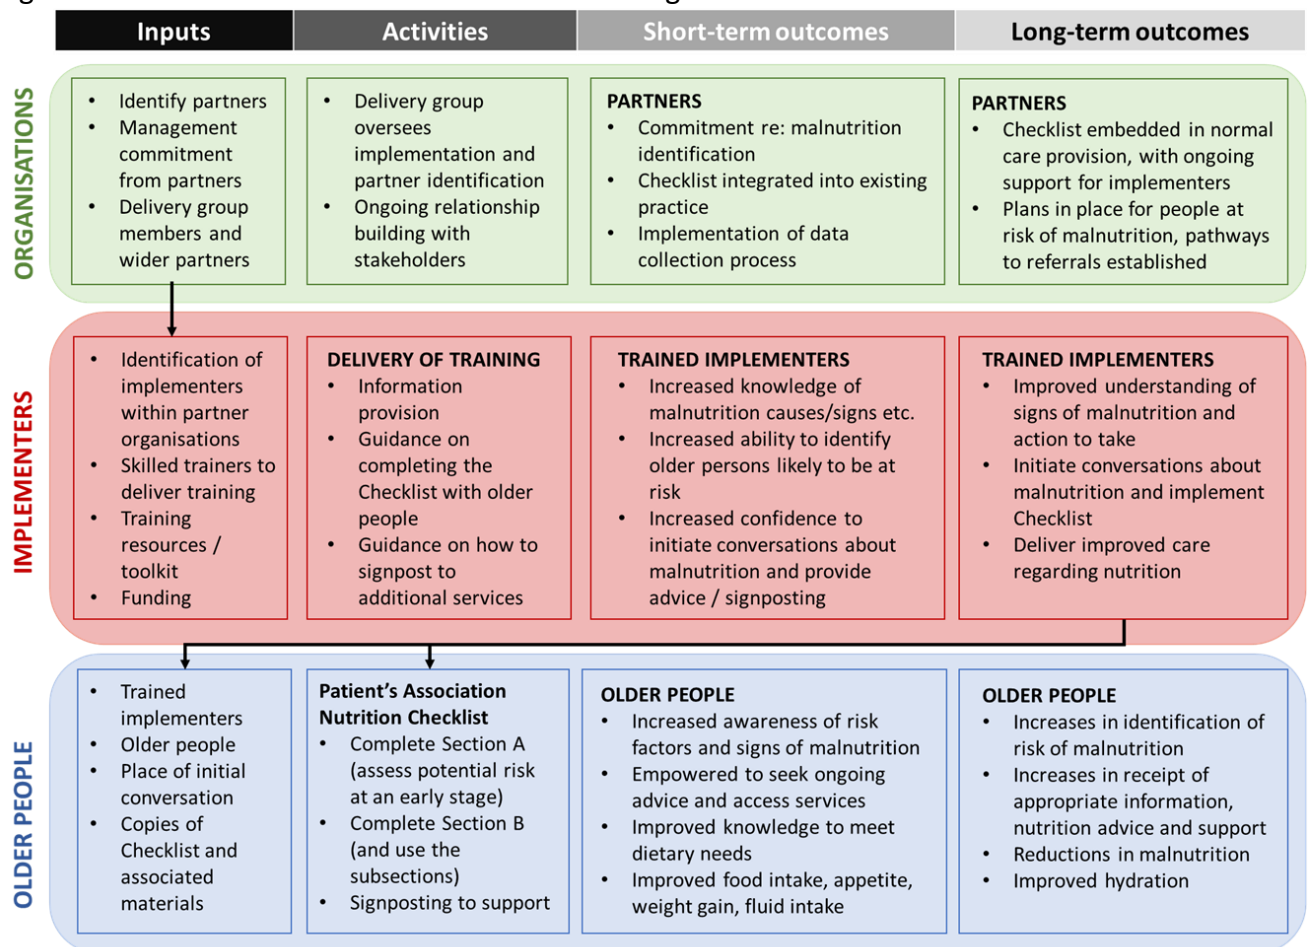 Inputs
Activities
Short-term outcomes
Long-term outcomes
ORGANISATIONS
• Identify partners
• Management
commitment
from partners
• Delivery group
members and
wider partners
• Delivery group
oversees
implementation and
partner identification
• Ongoing relationship
building with
stakeholders
PARTNERS
• Commitment re: malnutrition
identification
• Checklist integrated into existing
practice
• Implementation of data
collection process
PARTNERS
• Checklist embedded in normal
care provision, with ongoing
support for implementers
• Plans in place for people at
risk of malnutrition, pathways
to referrals established
IMPLEMENTERS
• Identification of
implementers
within partner
organisations
• Skilled trainers to
deliver training
• Training
resources /
toolkit
• Funding
DELIVERY OF TRAINING
• Information
provision
• Guidance on
completing the
Checklist with older
people
• Guidance on how to
signpost to
additional services
TRAINED IMPLEMENTERS
• Increased knowledge of
malnutrition causes/signs etc.
• Increased ability to identify
older persons likely to be at
risk
• Increased confidence to
initiate conversations about
malnutrition and provide
advice / signposting
TRAINED IMPLEMENTERS
• Improved understanding of
signs of malnutrition and
action to take
• Initiate conversations about
malnutrition and implement
Checklist
• Deliver improved care
regarding nutrition
OLDER PEOPLE
• Trained
implementers
• Older people
• Place of initial
conversation
• Copies of
Checklist and
associated
materials
Patient's Association
Nutrition Checklist
• Complete Section A
(assess potential risk
at an early stage)
• Complete Section B
(and use the
subsections)
• Signposting to support
OLDER PEOPLE
• Increased awareness of risk
factors and signs of malnutrition
• Empowered to seek ongoing
advice and access services
• Improved knowledge to meet
dietary needs
• Improved food intake, appetite,
weight gain, fluid intake
OLDER PEOPLE
• Increases in identification of
risk of malnutrition
• Increases in receipt of
appropriate information,
nutrition advice and support
• Reductions in malnutrition
• Improved hydration